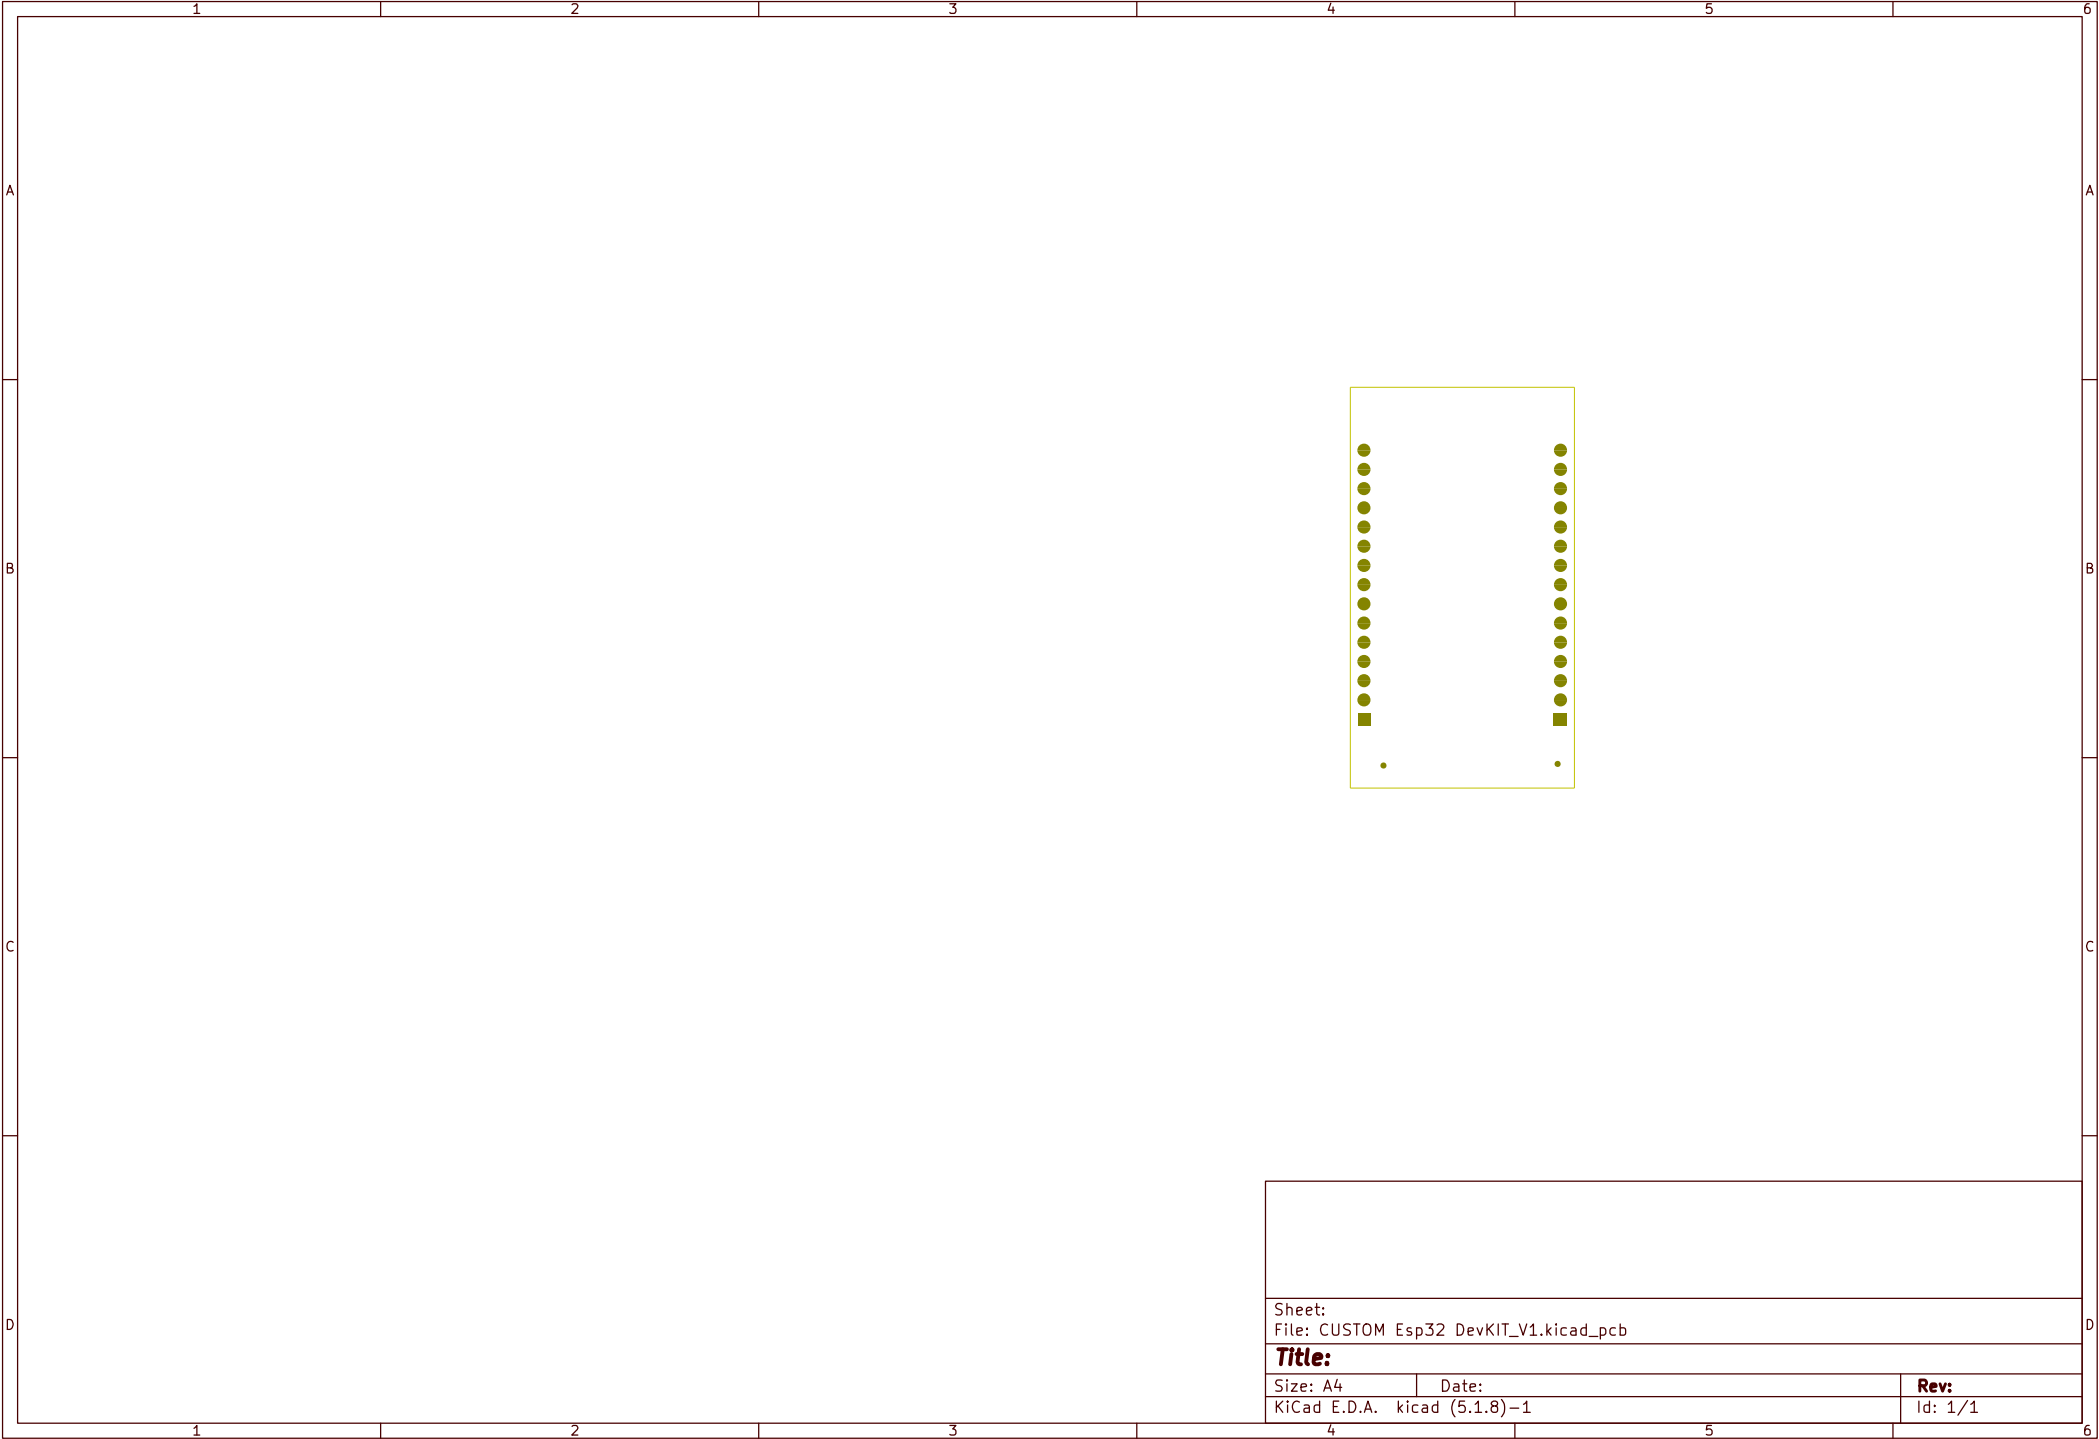 1 2 3 4 5 6
A A
B B
C C
D D
Sheet:
File: CUSTOM Esp32 DevKIT_V1.kicad_pcb
Title:
Size: A4 Date: Rev:
KiCad E.D.A. kicad (5.1.8)-1 Id: 1/1
1 2 3 4 5 6